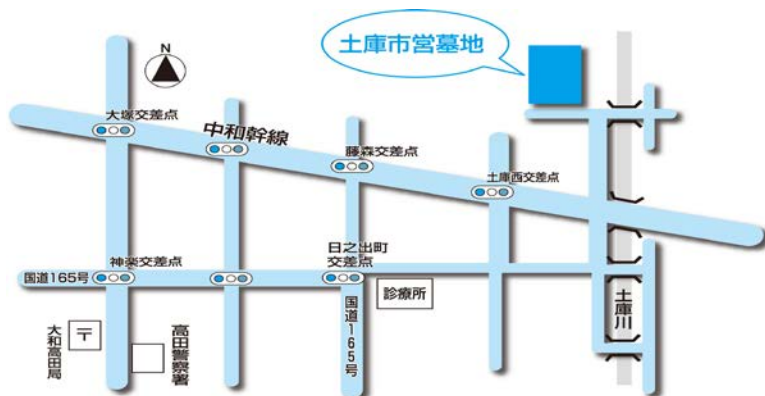 土庫市営墓地
N
大塚交差点
中和幹線
藤森交差点
土庫西交差点
神楽交差点
日之出町
交差点
国道165号
診療所
国道165号
土庫川
〒
大和高田局
高田警察署